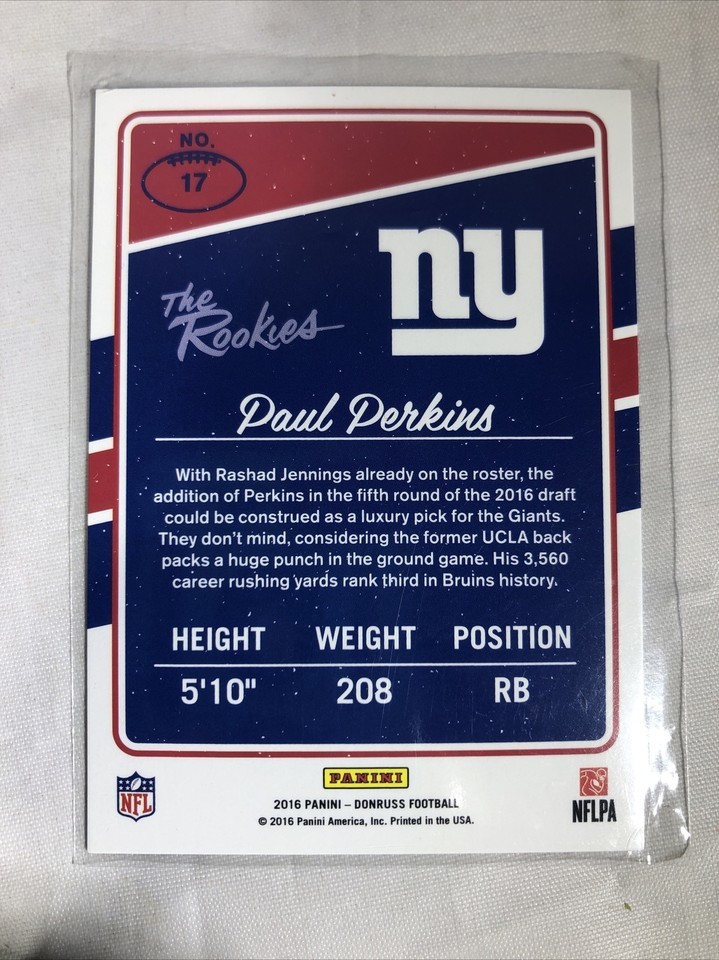 NO.
17
ny
The
Rookies
Paul Perkins
With Rashad Jennings already on the roster, the
addition of Perkins in the fifth round of the 2016 draft
could be construed as a luxury pick for the Giants.
They don't mind, considering the former UCLA back
packs a huge punch in the ground game. His 3,560
career rushing yards rank third in Bruins history.
HEIGHT WEIGHT POSITION
5'10" 208 RB
NFL
PANINI
NFLPA
2016 PANINI – DONRUSS FOOTBALL
© 2016 Panini America, Inc. Printed in the USA.